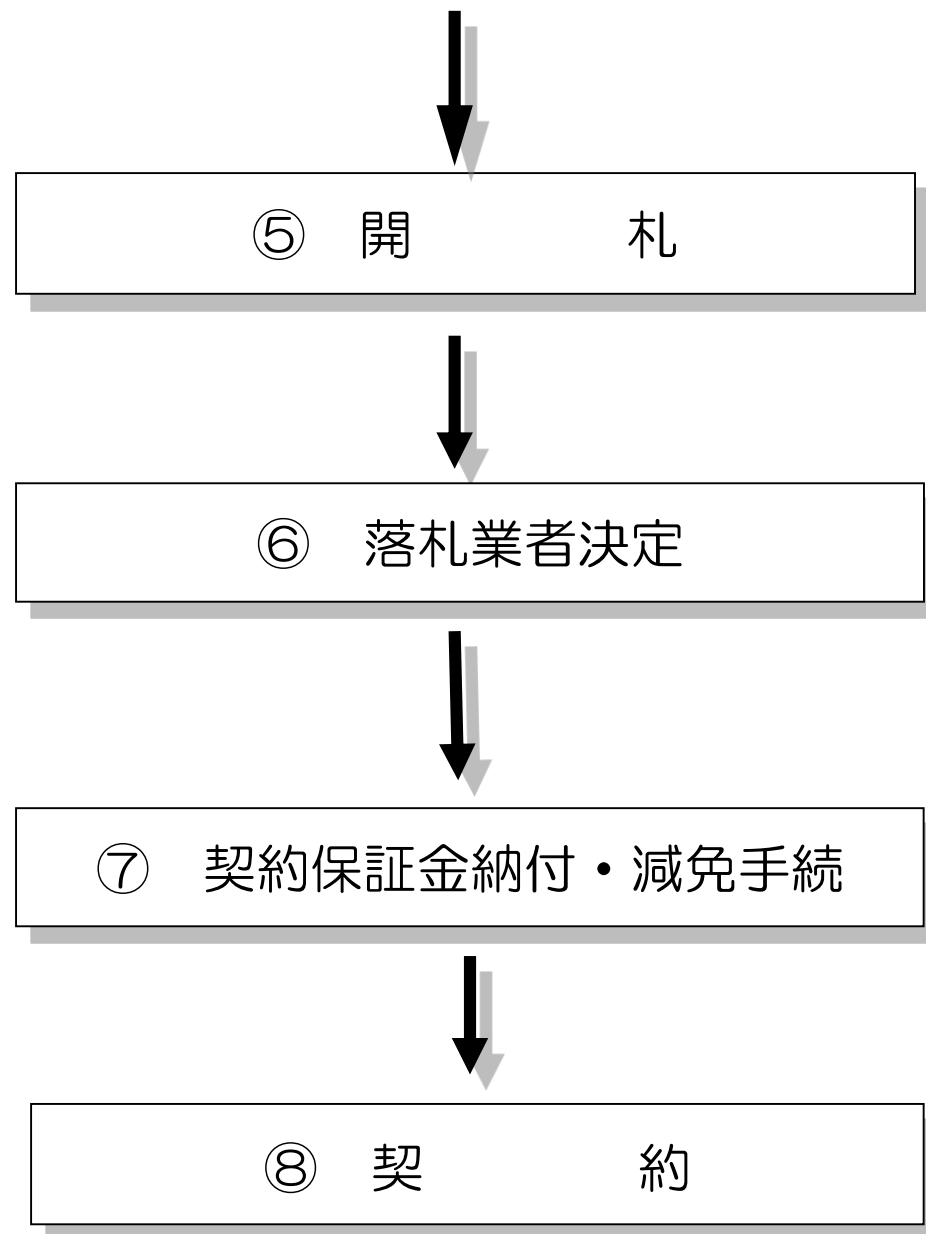 ⑤　開　　　　札
⑥　落札業者決定
⑦　契約保証金納付・減免手続
⑧　契　　　　約